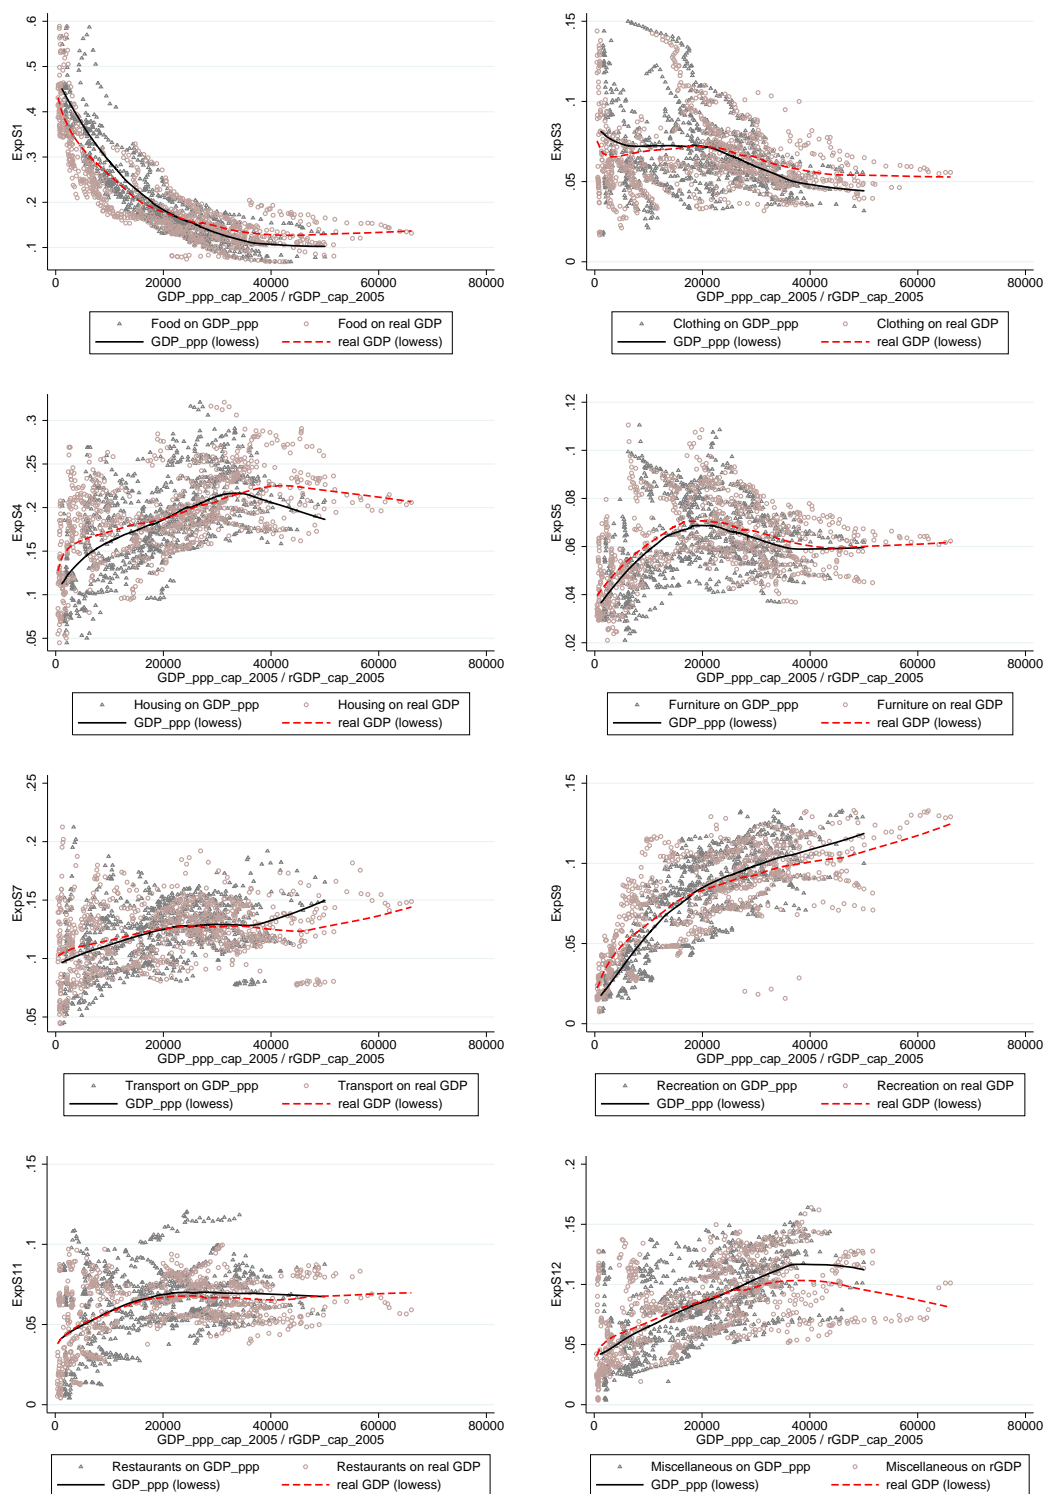 ExpS1
.6
.5
.4
.3
.2
.1
0 20000 40000 60000 80000
GDP_ppp_cap_2005 / rGDP_cap_2005
Food on GDP_ppp Food on real GDP
GDP_ppp (lowess) real GDP (lowess)
ExpS3
.15
.1
.05
0
0 20000 40000 60000 80000
GDP_ppp_cap_2005 / rGDP_cap_2005
Clothing on GDP_ppp Clothing on real GDP
GDP_ppp (lowess) real GDP (lowess)
ExpS4
.3
.25
.2
.15
.1
.05
0 20000 40000 60000 80000
GDP_ppp_cap_2005 / rGDP_cap_2005
Housing on GDP_ppp Housing on real GDP
GDP_ppp (lowess) real GDP (lowess)
ExpS5
.12
.1
.08
.06
.04
.02
0 20000 40000 60000 80000
GDP_ppp_cap_2005 / rGDP_cap_2005
Furniture on GDP_ppp Furniture on real GDP
GDP_ppp (lowess) real GDP (lowess)
ExpS7
.25
.2
.15
.1
.05
0 20000 40000 60000 80000
GDP_ppp_cap_2005 / rGDP_cap_2005
Transport on GDP_ppp Transport on real GDP
GDP_ppp (lowess) real GDP (lowess)
ExpS9
.15
.1
.05
0
0 20000 40000 60000 80000
GDP_ppp_cap_2005 / rGDP_cap_2005
Recreation on GDP_ppp Recreation on real GDP
GDP_ppp (lowess) real GDP (lowess)
ExpS11
.15
.1
.05
0
0 20000 40000 60000 80000
GDP_ppp_cap_2005 / rGDP_cap_2005
Restaurants on GDP_ppp Restaurants on real GDP
GDP_ppp (lowess) real GDP (lowess)
ExpS12
.2
.15
.1
.05
0
0 20000 40000 60000 80000
GDP_ppp_cap_2005 / rGDP_cap_2005
Miscellaneous on GDP_ppp Miscellaneous on rGDP
GDP_ppp (lowess) real GDP (lowess)